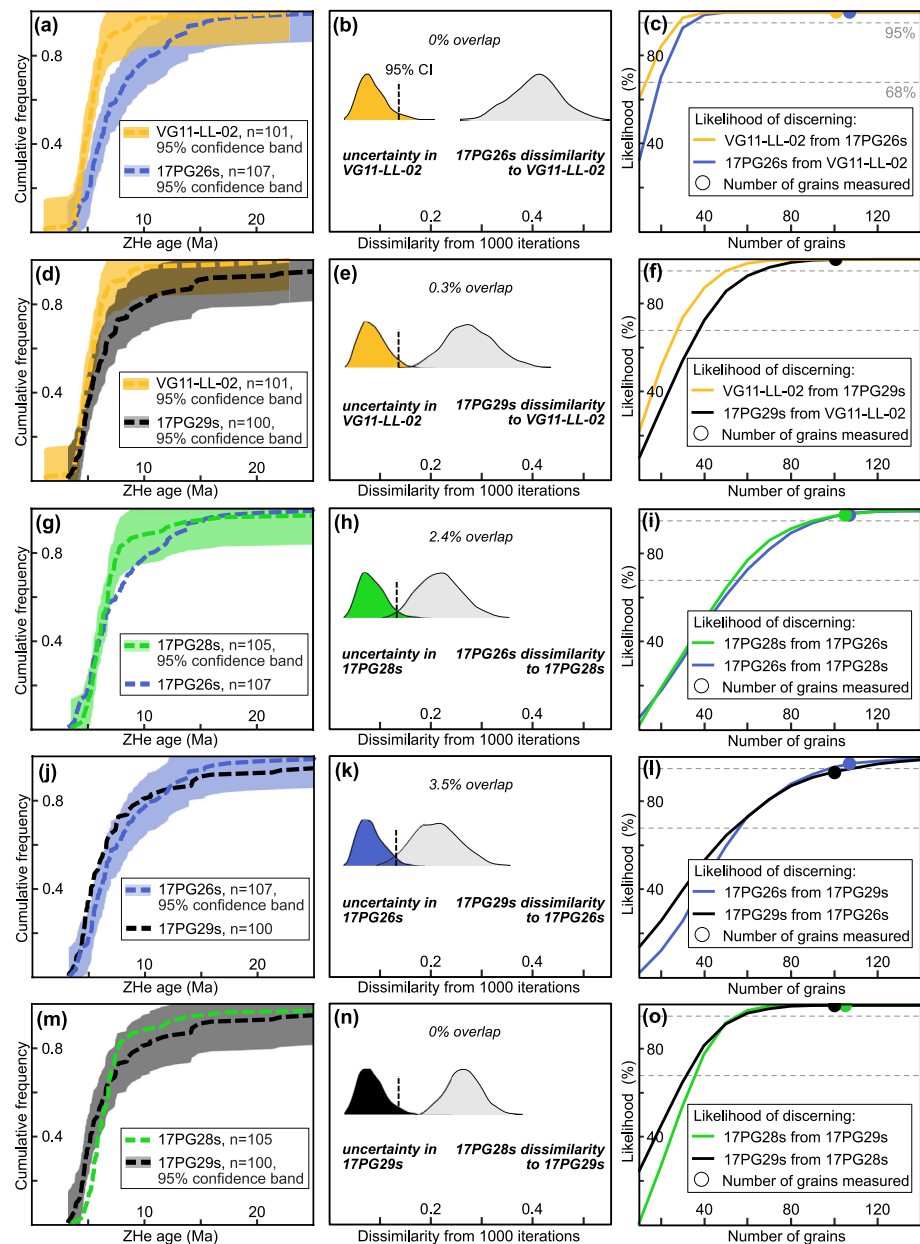 (a)
Cumulative frequency
0.8
0.4
VG11-LL-02, n=101,
95% confidence band
17PG26s, n=107,
95% confidence band
10
20
ZHe age (Ma)
(b)
0% overlap
95% CI
uncertainty in
VG11-LL-02
17PG26s dissimilarity
to VG11-LL-02
0.2
0.4
Dissimilarity from 1000 iterations
(c)
Likelihood (%)
95%
68%
80
40
Likelihood of discerning:
VG11-LL-02 from 17PG26s
17PG26s from VG11-LL-02
Number of grains measured
40
80
120
Number of grains
(d)
Cumulative frequency
0.8
0.4
VG11-LL-02, n=101,
95% confidence band
17PG29s, n=100,
95% confidence band
10
20
ZHe age (Ma)
(e)
0.3% overlap
uncertainty in
VG11-LL-02
17PG29s dissimilarity
to VG11-LL-02
0.2
0.4
Dissimilarity from 1000 iterations
(f)
Likelihood (%)
80
40
Likelihood of discerning:
VG11-LL-02 from 17PG29s
17PG29s from VG11-LL-02
Number of grains measured
40
80
120
Number of grains
(g)
Cumulative frequency
0.8
0.4
17PG28s, n=105,
95% confidence band
17PG26s, n=107
10
20
ZHe age (Ma)
(h)
2.4% overlap
uncertainty in
17PG28s
17PG26s dissimilarity
to 17PG28s
0.2
0.4
Dissimilarity from 1000 iterations
(i)
Likelihood (%)
80
40
Likelihood of discerning:
17PG28s from 17PG26s
17PG26s from 17PG28s
Number of grains measured
40
80
120
Number of grains
(j)
Cumulative frequency
0.8
0.4
17PG26s, n=107,
95% confidence band
17PG29s, n=100
10
20
ZHe age (Ma)
(k)
3.5% overlap
uncertainty in
17PG26s
17PG29s dissimilarity
to 17PG26s
0.2
0.4
Dissimilarity from 1000 iterations
(l)
Likelihood (%)
80
40
Likelihood of discerning:
17PG26s from 17PG29s
17PG29s from 17PG26s
Number of grains measured
40
80
120
Number of grains
(m)
Cumulative frequency
0.8
0.4
17PG28s, n=105
17PG29s, n=100,
95% confidence band
10
20
ZHe age (Ma)
(n)
0% overlap
uncertainty in
17PG29s
17PG28s dissimilarity
to 17PG29s
0.2
0.4
Dissimilarity from 1000 iterations
(o)
Likelihood (%)
80
40
Likelihood of discerning:
17PG28s from 17PG29s
17PG29s from 17PG28s
Number of grains measured
40
80
120
Number of grains